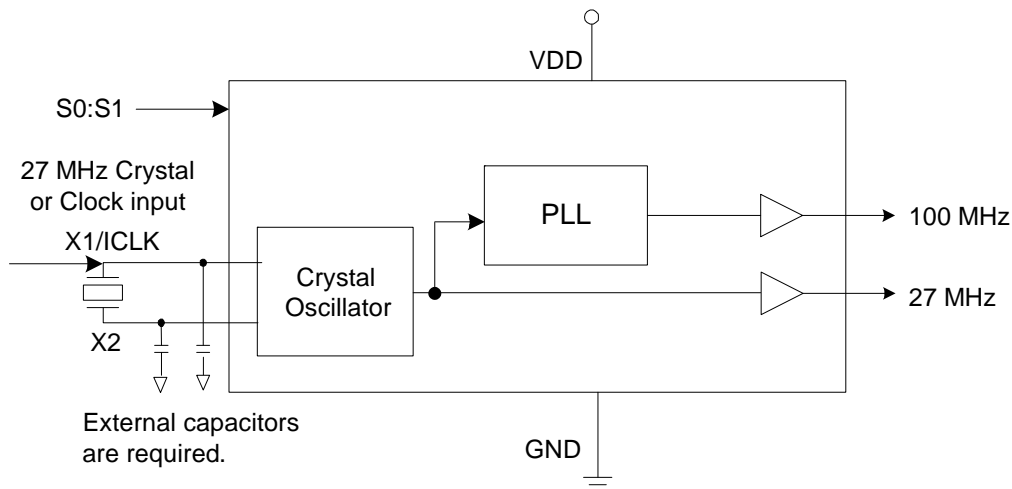 VDD
S0:S1
27 MHz Crystal
or Clock input
X1/ICLK
X2
External capacitors
are required.
Crystal
Oscillator
PLL
100 MHz
27 MHz
GND